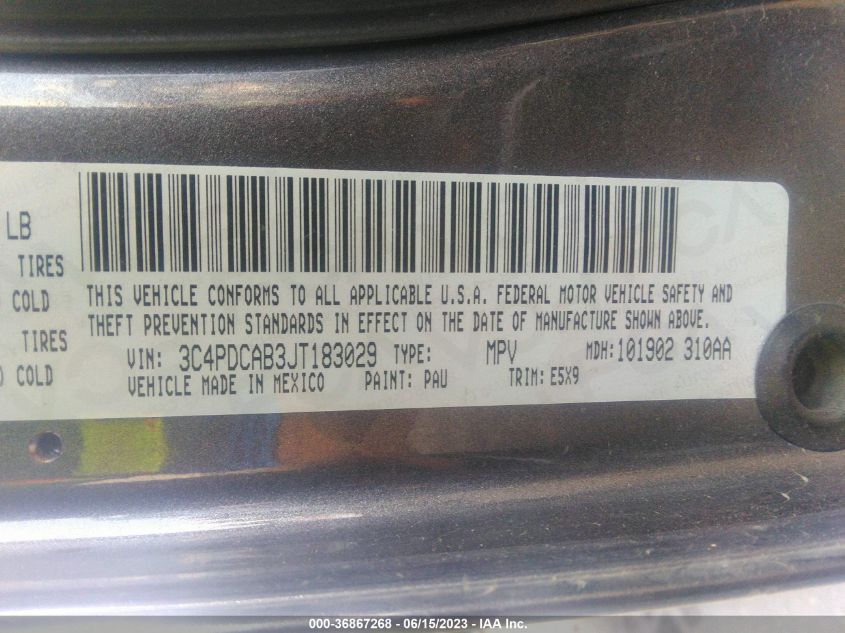 LB
TIRES
COLD
TIRES
COLD
THIS VEHICLE CONFORMS TO ALL APPLICABLE U.S.A. FEDERAL MOTOR VEHICLE SAFETY AND
THEFT PREVENTION STANDARDS IN EFFECT ON THE DATE OF MANUFACTURE SHOWN ABOVE.
VIN: 3C4PDCAB3JT183029 TYPE: MPV MDH:101902 310AA
VEHICLE MADE IN MEXICO PAINT: PAU TRIM: E5X9
000-36867268 - 06/15/2023 - IAA Inc.